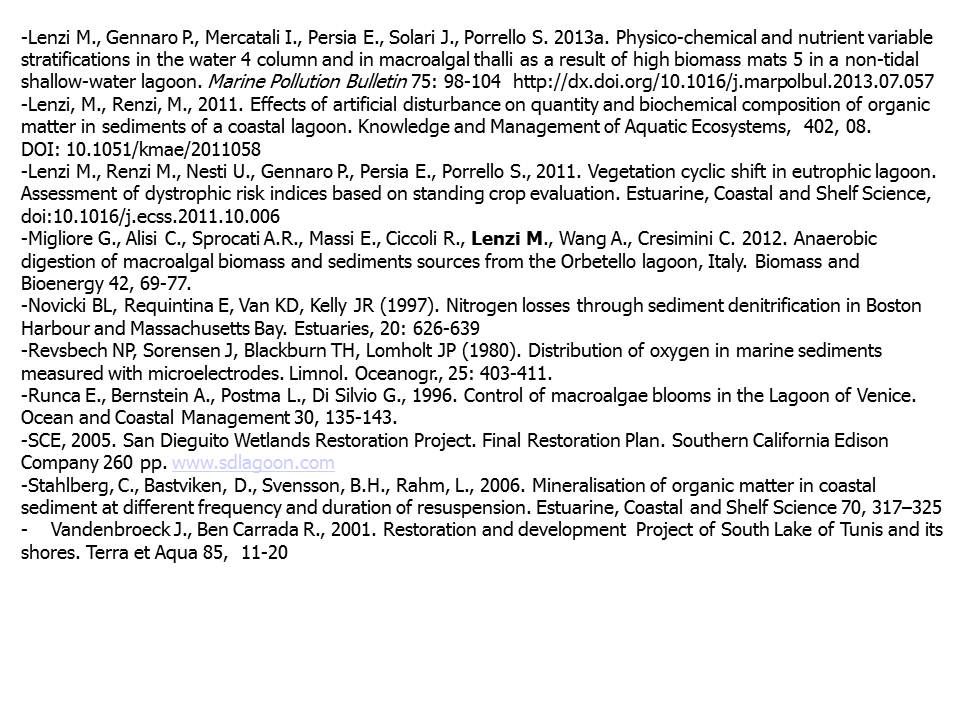 -Lenzi M., Gennaro P., Mercatali I., Persia E., Solari J., Porrello S. 2013a. Physico-chemical and nutrient variable
stratifications in the water 4 column and in macroalgal thalli as a result of high biomass mats 5 in a non-tidal
shallow-water lagoon. Marine Pollution Bulletin 75: 98-104 http://dx.doi.org/10.1016/j.marpolbul.2013.07.057
-Lenzi, M., Renzi, M., 2011. Effects of artificial disturbance on quantity and biochemical composition of organic
matter in sediments of a coastal lagoon. Knowledge and Management of Aquatic Ecosystems, 402, 08.
DOI: 10.1051/kmae/2011058
-Lenzi M., Renzi M., Nesti U., Gennaro P., Persia E., Porrello S., 2011. Vegetation cyclic shift in eutrophic lagoon.
Assessment of dystrophic risk indices based on standing crop evaluation. Estuarine, Coastal and Shelf Science,
doi:10.1016/j.ecss.2011.10.006
-Migliore G., Alisi C., Sprocati A.R., Massi E., Ciccoli R., Lenzi M., Wang A., Cresimini C. 2012. Anaerobic
digestion of macroalgal biomass and sediments sources from the Orbetello lagoon, Italy. Biomass and
Bioenergy 42, 69-77.
-Novicki BL, Requintina E, Van KD, Kelly JR (1997). Nitrogen losses through sediment denitrification in Boston
Harbour and Massachusetts Bay. Estuaries, 20: 626-639
-Revsbech NP, Sorensen J, Blackburn TH, Lomholt JP (1980). Distribution of oxygen in marine sediments
measured with microelectrodes. Limnol. Oceanogr., 25: 403-411.
-Runca E., Bernstein A., Postma L., Di Silvio G., 1996. Control of macroalgae blooms in the Lagoon of Venice.
Ocean and Coastal Management 30, 135-143.
-SCE, 2005. San Dieguito Wetlands Restoration Project. Final Restoration Plan. Southern California Edison
Company 260 pp. www.sdlagoon.com
-Stahlberg, C., Bastviken, D., Svensson, B.H., Rahm, L., 2006. Mineralisation of organic matter in coastal
sediment at different frequency and duration of resuspension. Estuarine, Coastal and Shelf Science 70, 317–325
- Vandenbroeck J., Ben Carrada R., 2001. Restoration and development Project of South Lake of Tunis and its
shores. Terra et Aqua 85, 11-20